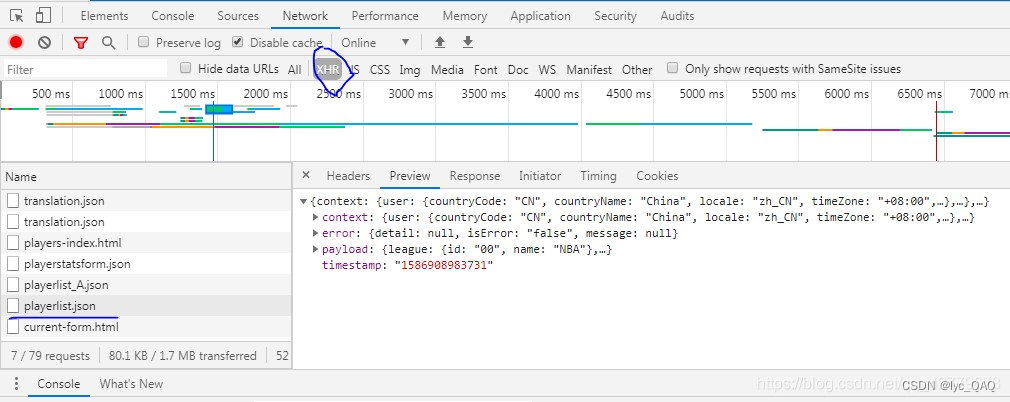 Elements Console Sources Network Performance Memory Application Security Audits
Preserve log Disable cache Online
Filter Hide data URLs All XHR JS CSS Img Media Font Doc WS Manifest Other Only show requests with SameSite issues
500 ms 1000 ms 1500 ms 2000 ms 2500 ms 3000 ms 3500 ms 4000 ms 4500 ms 5000 ms 5500 ms 6000 ms 6500 ms 7000 ms
Name × Headers Preview Response Initiator Timing Cookies
translation.json
translation.json
players-index.html
playerstatsform.json
playerlist_A.json
playerlist.json
current-form.html
▼{context: {user: {countryCode: "CN", countryName: "China", locale: "zh_CN", timeZone: "+08:00",…},…},…}
▶context: {user: {countryCode: "CN", countryName: "China", locale: "zh_CN", timeZone: "+08:00",…},…}
▶error: {detail: null, isError: "false", message: null}
▶payload: {league: {id: "00", name: "NBA"},…}
timestamp: "1586908983731"
7 / 79 requests 80.1 KB / 1.7 MB transferred 52
Console What's New
https://blog.csdn.net/
CSDN @lyc_QAQ